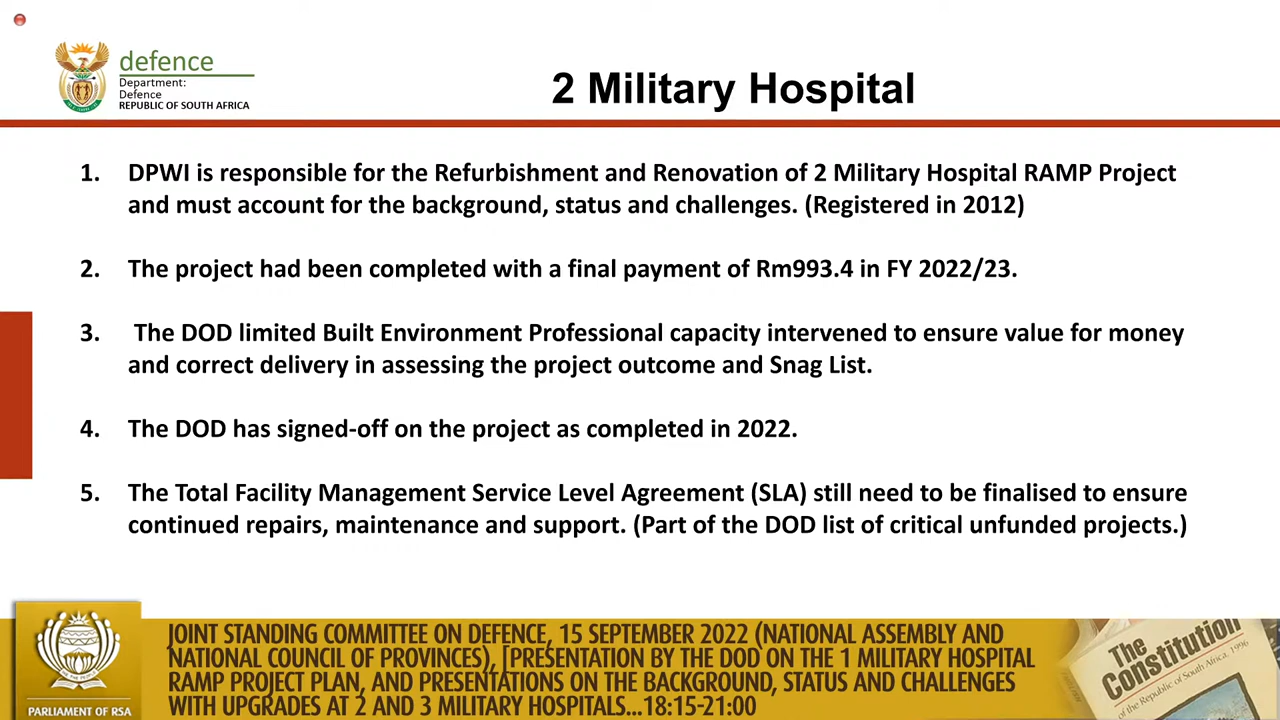 defence
Department:
Defence
REPUBLIC OF SOUTH AFRICA
2 Military Hospital
1. DPWI is responsible for the Refurbishment and Renovation of 2 Military Hospital RAMP Project
and must account for the background, status and challenges. (Registered in 2012)
2. The project had been completed with a final payment of Rm993.4 in FY 2022/23.
3. The DOD limited Built Environment Professional capacity intervened to ensure value for money
and correct delivery in assessing the project outcome and Snag List.
4. The DOD has signed-off on the project as completed in 2022.
5. The Total Facility Management Service Level Agreement (SLA) still need to be finalised to ensure
continued repairs, maintenance and support. (Part of the DOD list of critical unfunded projects.)
PARLIAMENT OF RSA
JOINT STANDING COMMITTEE ON DEFENCE, 15 SEPTEMBER 2022 (NATIONAL ASSEMBLY AND
NATIONAL COUNCIL OF PROVINCES), [PRESENTATION BY THE DOD ON THE 1 MILITARY HOSPITAL
RAMP PROJECT PLAN, AND PRESENTATIONS ON THE BACKGROUND, STATUS AND CHALLENGES
WITH UPGRADES AT 2 AND 3 MILITARY HOSPITALS...18:15-21:00
The
Constitution
of the Republic of South Africa, 1996